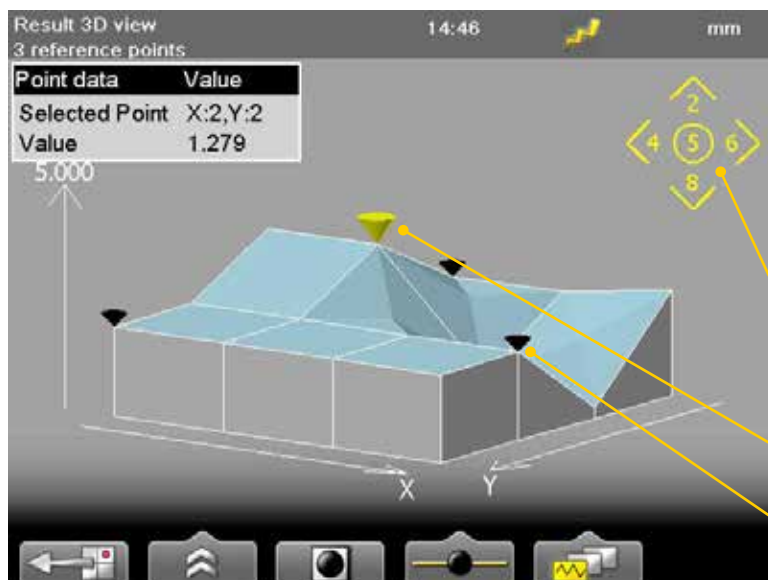 Result 3D view 14:46 mm
3 reference points
Point data Value
Selected Point X:2,Y:2
Value 1.279
5.000
2
4 5 6
8
X Y